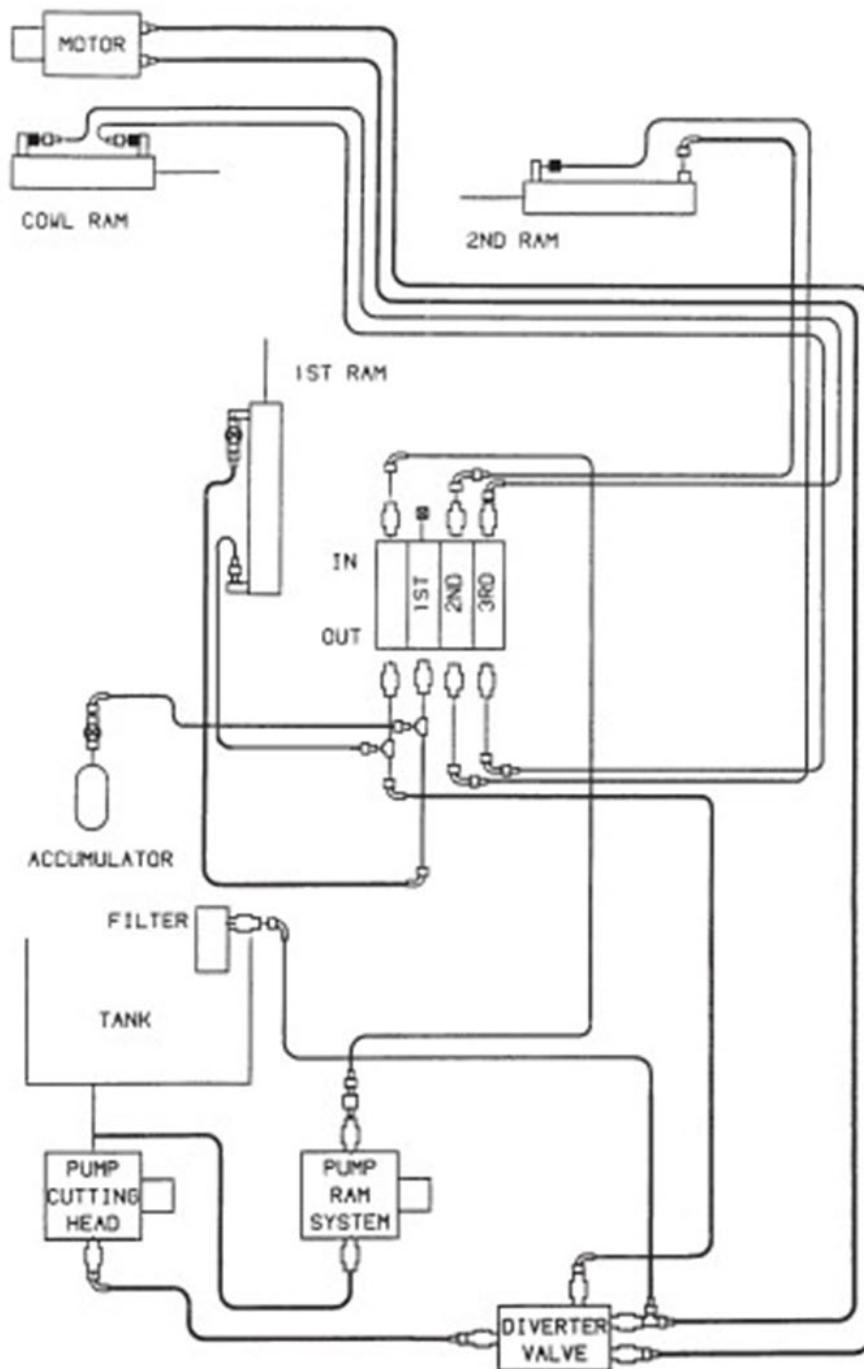 MOTOR
COWL RAM
2ND RAM
1ST RAM
IN
1ST
2ND
3RD
OUT
ACCUMULATOR
FILTER
TANK
PUMP
CUTTING
HEAD
PUMP
RAM
SYSTEM
DIVERTER
VALVE